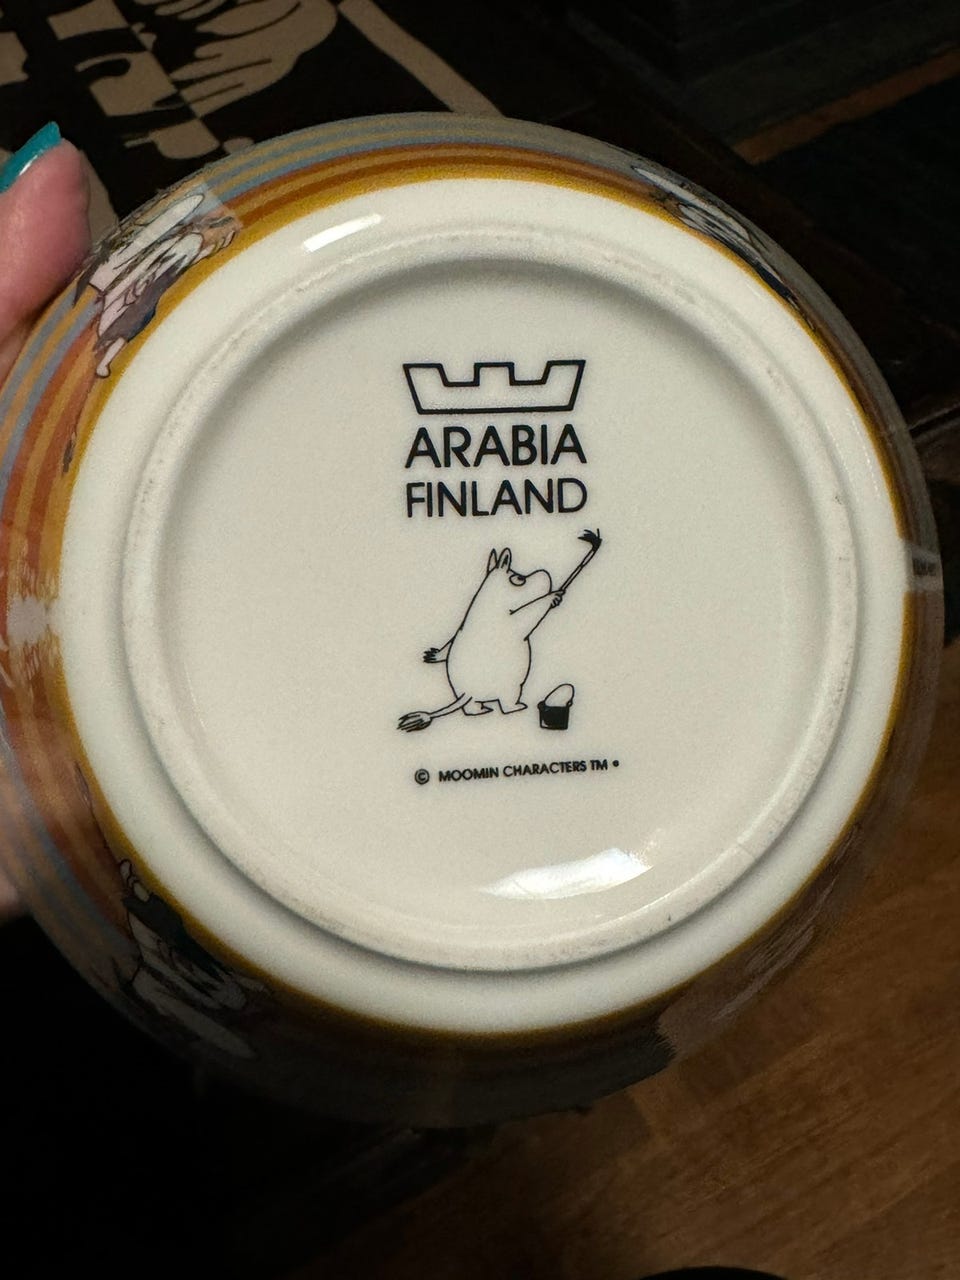 ARABIA
FINLAND
© MOOMIN CHARACTERS TM •